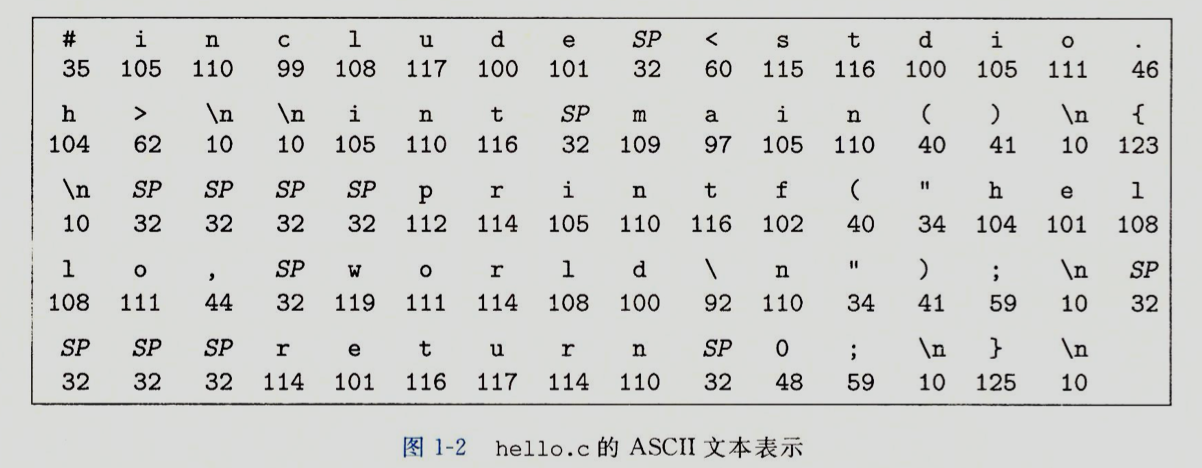 # i n c l u d e SP < s t d i o .
35 105 110 99 108 117 100 101 32 60 115 116 100 105 111 46
h > \n \n i n t SP m a i n ( ) \n {
104 62 10 10 105 110 116 32 109 97 105 110 40 41 10 123
\n SP SP SP SP p r i n t f ( " h e l
10 32 32 32 32 112 114 105 110 116 102 40 34 104 101 108
l o , SP w o r l d \ n " ) ; \n SP
108 111 44 32 119 111 114 108 100 92 110 34 41 59 10 32
SP SP SP r e t u r n SP 0 ; \n } \n
32 32 32 114 101 116 117 114 110 32 48 59 10 125 10
图 1-2 hello.c 的 ASCII 文本表示